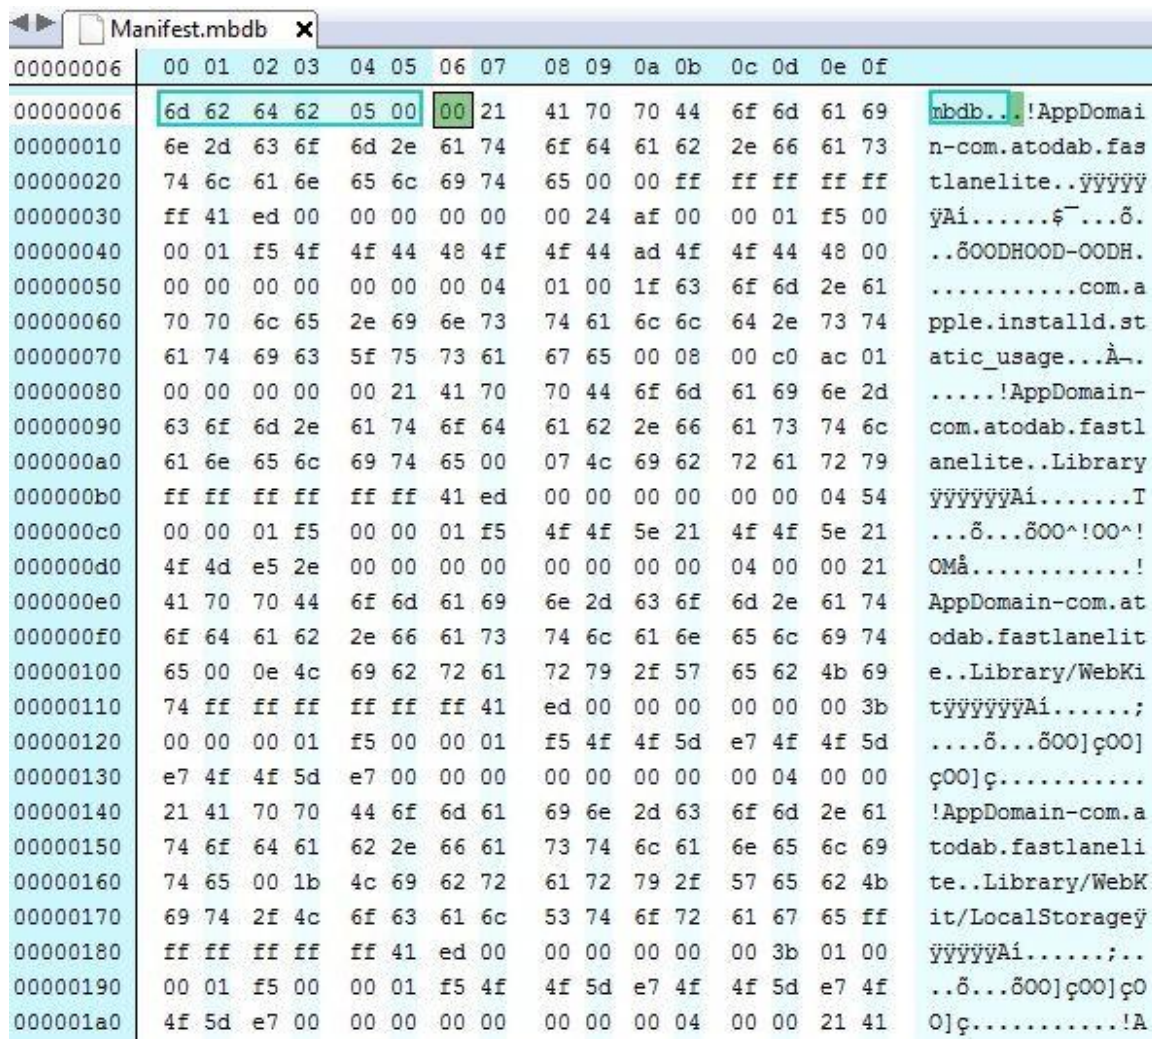 Manifest.mbdb
00000006 00 01 02 03 04 05 06 07 08 09 0a 0b 0c 0d 0e 0f
00000006 6d 62 64 62 05 00 00 21 41 70 70 44 6f 6d 61 69 mbdb...!AppDomai
00000010 6e 2d 63 6f 6d 2e 61 74 6f 64 61 62 2e 66 61 73 n-com.atodab.fas
00000020 74 6c 61 6e 65 6c 69 74 65 00 00 ff ff ff ff ff tlanelite..ÿÿÿÿÿ
00000030 ff 41 ed 00 00 00 00 00 00 24 af 00 00 01 f5 00 ÿAí......$¯...õ.
00000040 00 01 f5 4f 4f 44 48 4f 4f 44 ad 4f 4f 44 48 00 ..õOODHOOD-OODH.
00000050 00 00 00 00 00 00 00 04 01 00 1f 63 6f 6d 2e 61 ...........com.a
00000060 70 70 6c 65 2e 69 6e 73 74 61 6c 6c 64 2e 73 74 pple.installd.st
00000070 61 74 69 63 5f 75 73 61 67 65 00 08 00 c0 ac 01 atic_usage...À¬.
00000080 00 00 00 00 00 21 41 70 70 44 6f 6d 61 69 6e 2d .....!AppDomain-
00000090 63 6f 6d 2e 61 74 6f 64 61 62 2e 66 61 73 74 6c com.atodab.fastl
000000a0 61 6e 65 6c 69 74 65 00 07 4c 69 62 72 61 72 79 anelite..Library
000000b0 ff ff ff ff ff ff 41 ed 00 00 00 00 00 00 04 54 ÿÿÿÿÿÿAí.......T
000000c0 00 00 01 f5 00 00 01 f5 4f 4f 5e 21 4f 4f 5e 21 ...õ...õOO^!OO^!
000000d0 4f 4d e5 2e 00 00 00 00 00 00 00 00 04 00 00 21 OMå............!
000000e0 41 70 70 44 6f 6d 61 69 6e 2d 63 6f 6d 2e 61 74 AppDomain-com.at
000000f0 6f 64 61 62 2e 66 61 73 74 6c 61 6e 65 6c 69 74 odab.fastlanelit
00000100 65 00 0e 4c 69 62 72 61 72 79 2f 57 65 62 4b 69 e..Library/WebKi
00000110 74 ff ff ff ff ff ff 41 ed 00 00 00 00 00 00 3b tÿÿÿÿÿÿAí......;
00000120 00 00 00 01 f5 00 00 01 f5 4f 4f 5d e7 4f 4f 5d ....õ...õOO]çOO]
00000130 e7 4f 4f 5d e7 00 00 00 00 00 00 00 00 04 00 00 çOO]ç...........
00000140 21 41 70 70 44 6f 6d 61 69 6e 2d 63 6f 6d 2e 61 !AppDomain-com.a
00000150 74 6f 64 61 62 2e 66 61 73 74 6c 61 6e 65 6c 69 todab.fastlaneli
00000160 74 65 00 1b 4c 69 62 72 61 72 79 2f 57 65 62 4b te..Library/WebK
00000170 69 74 2f 4c 6f 63 61 6c 53 74 6f 72 61 67 65 ff it/LocalStorageÿ
00000180 ff ff ff ff ff 41 ed 00 00 00 00 00 00 3b 01 00 ÿÿÿÿÿAí......;..
00000190 00 01 f5 00 00 01 f5 4f 4f 5d e7 4f 4f 5d e7 4f ..õ...õOO]çOO]çO
000001a0 4f 5d e7 00 00 00 00 00 00 00 00 04 00 00 21 41 O]ç...........!A